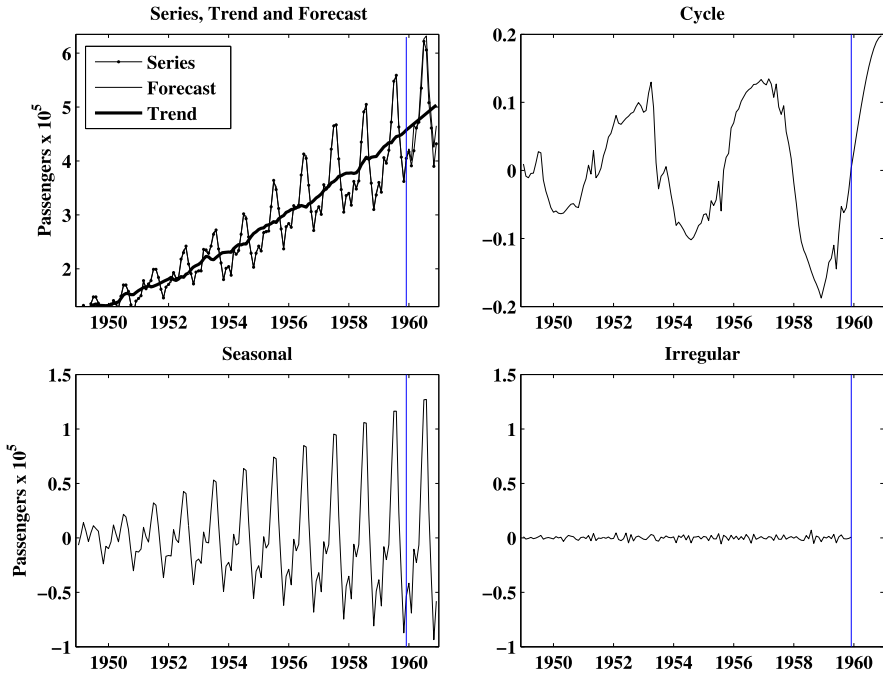 Series, Trend and Forecast
Passengers x 10^5
6
5
4
3
2
Series
Forecast
Trend
1950 1952 1954 1956 1958 1960
Cycle
0.2
0.1
0
−0.1
−0.2
1950 1952 1954 1956 1958 1960
Seasonal
Passengers x 10^5
1.5
1
0.5
0
−0.5
−1
1950 1952 1954 1956 1958 1960
Irregular
1.5
1
0.5
0
−0.5
−1
1950 1952 1954 1956 1958 1960